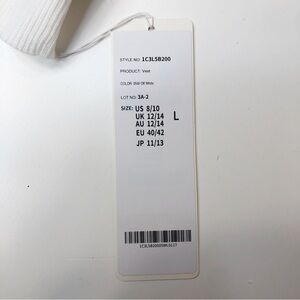 STYLE NO: 1C3L5B200
PRODUCT: Vest
COLOR: 05W Off White
LOT NO: 3A-2
SIZE: US 8/10
UK 12/14 L
AU 12/14
EU 40/42
JP 11/13